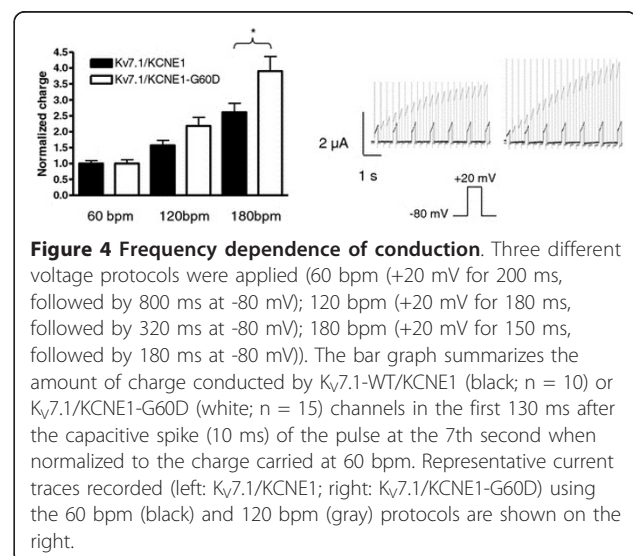 Normalized charge
4.5
4.0
3.5
3.0
2.5
2.0
1.5
1.0
0.5
0.0
Kv7.1/KCNE1
Kv7.1/KCNE1-G60D
*
60 bpm 120bpm 180bpm
2 µA
1 s
+20 mV
-80 mV
Figure 4 Frequency dependence of conduction. Three different
voltage protocols were applied (60 bpm (+20 mV for 200 ms,
followed by 800 ms at -80 mV); 120 bpm (+20 mV for 180 ms,
followed by 320 ms at -80 mV); 180 bpm (+20 mV for 150 ms,
followed by 180 ms at -80 mV)). The bar graph summarizes the
amount of charge conducted by KV7.1-WT/KCNE1 (black; n = 10) or
KV7.1/KCNE1-G60D (white; n = 15) channels in the first 130 ms after
the capacitive spike (10 ms) of the pulse at the 7th second when
normalized to the charge carried at 60 bpm. Representative current
traces recorded (left: KV7.1/KCNE1; right: KV7.1/KCNE1-G60D) using
the 60 bpm (black) and 120 bpm (gray) protocols are shown on the
right.